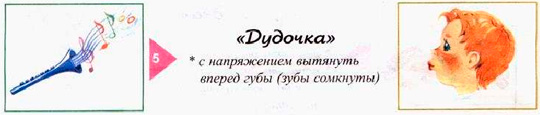 «Дудочка»
5
* с напряжением вытянуть
вперед губы (зубы сомкнуты)